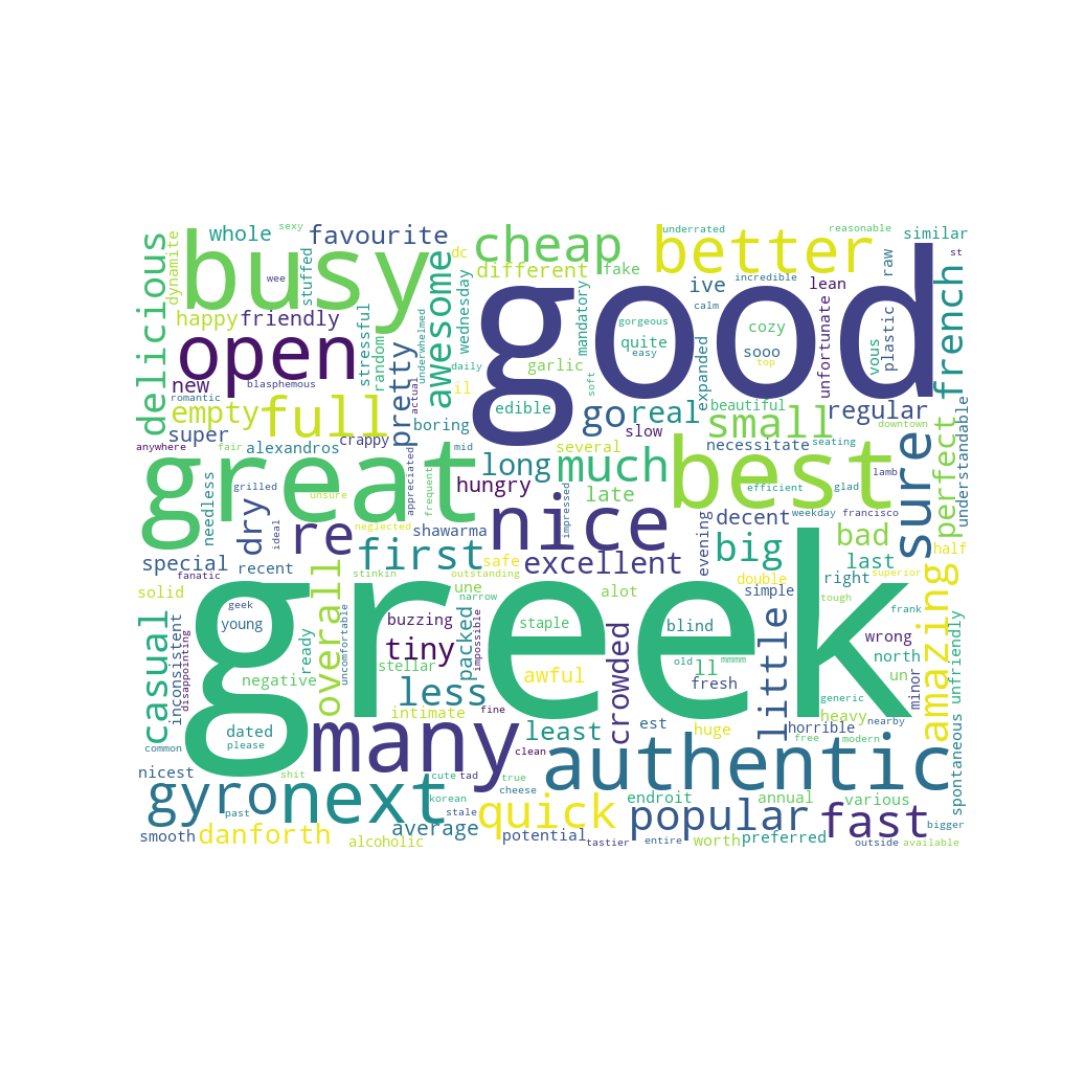 greek
good
great
busy
best
many
authentic
nice
open
better
next
full
gyro
cheap
re
sure
big
much
small
quick
fast
popular
first
less
little
casual
amazing
overall
delicious
awesome
french
perfect
tiny
go
real
long
dry
bad
pretty
crowded
excellent
danforth
empty
favourite
friendly
happy
whole
super
new
different
ive
regular
special
hungry
late
least
decent
last
average
packed
similar
lean
quite
sooo
cozy
raw
plastic
vous
unfortunate
expanded
fake
mandatory
garlic
wednesday
dc
il
stuffed
stressful
random
dynamite
sexy
wee
blasphemous
romantic
underwhelmed
daily
actual
boring
crappy
alexandros
anywhere
fair
needless
grilled
ideal
unsure
recent
mid
frequent
appreciated
neglected
shawarma
edible
slow
several
soft
easy
gorgeous
calm
incredible
underrated
reasonable
st
top
beautiful
necessitate
seating
downtown
understandable
efficient
glad
lamb
weekday
francisco
evening
impressed
safe
outstanding
double
simple
right
superior
half
tough
frank
wrong
north
un
unfriendly
spontaneous
minor
heavy
nearby
generic
modern
free
horrible
mmmm
old
ll
fresh
blind
staple
alot
une
narrow
impossible
stinkin
buzzing
stellar
awful
huge
est
intimate
fine
clean
uncomfortable
ready
negative
young
geek
fanatic
solid
disappointing
inconsistent
dated
please
common
nicest
shit
past
smooth
alcoholic
cute
tad
korean
stale
true
cheese
potential
tastier
entire
endroit
worth
preferred
annual
various
bigger
outside
available